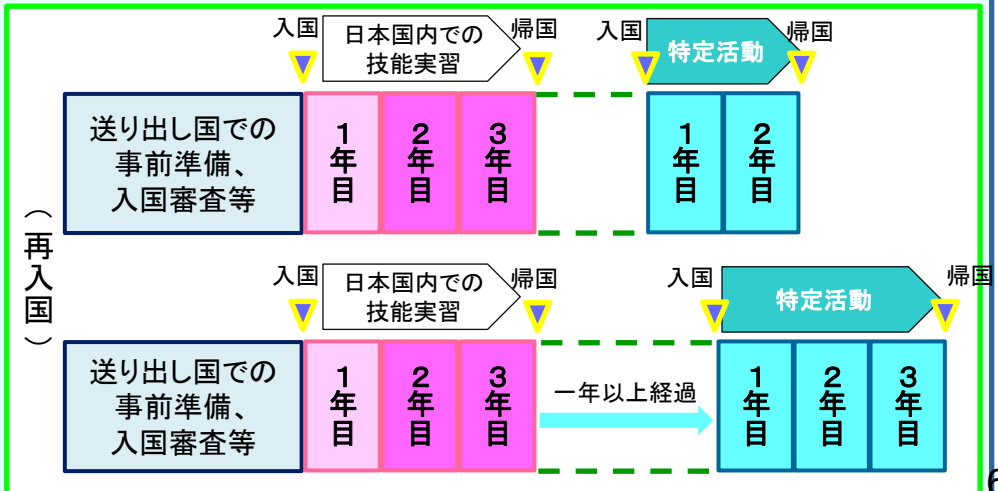 （再入国）
入国
日本国内での
技能実習
帰国
入国
特定活動
帰国
送り出し国での
事前準備、
入国審査等
１年目
２年目
３年目
１年目
２年目
入国
日本国内での
技能実習
帰国
入国
特定活動
帰国
送り出し国での
事前準備、
入国審査等
１年目
２年目
３年目
一年以上経過
１年目
２年目
３年目